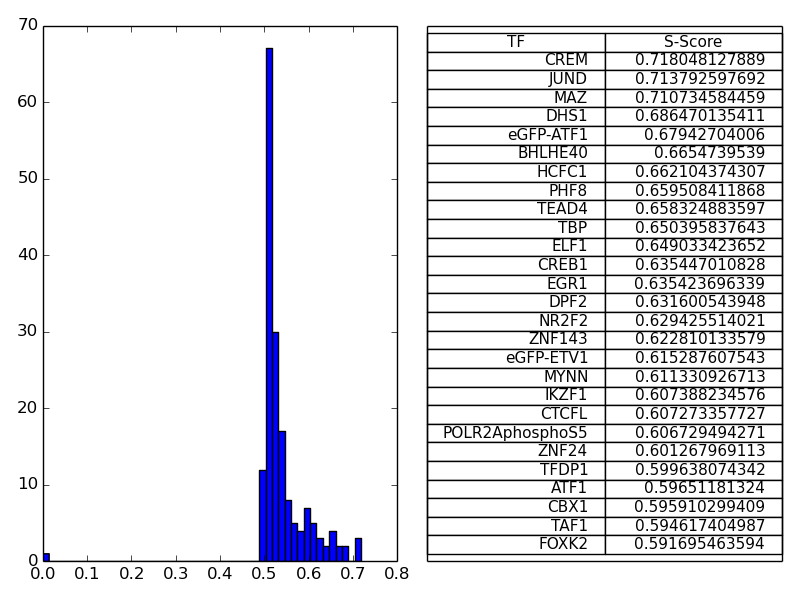 70
60
50
40
30
20
10
0
0.0 0.1 0.2 0.3 0.4 0.5 0.6 0.7 0.8
TF S-Score
CREM 0.718048127889
JUND 0.713792597692
MAZ 0.710734584459
DHS1 0.686470135411
eGFP-ATF1 0.67942704006
BHLHE40 0.6654739539
HCFC1 0.662104374307
PHF8 0.659508411868
TEAD4 0.658324883597
TBP 0.650395837643
ELF1 0.649033423652
CREB1 0.635447010828
EGR1 0.635423696339
DPF2 0.631600543948
NR2F2 0.629425514021
ZNF143 0.622810133579
eGFP-ETV1 0.615287607543
MYNN 0.611330926713
IKZF1 0.607388234576
CTCFL 0.607273357727
POLR2AphosphoS5 0.606729494271
ZNF24 0.601267969113
TFDP1 0.599638074342
ATF1 0.59651181324
CBX1 0.595910299409
TAF1 0.594617404987
FOXK2 0.591695463594